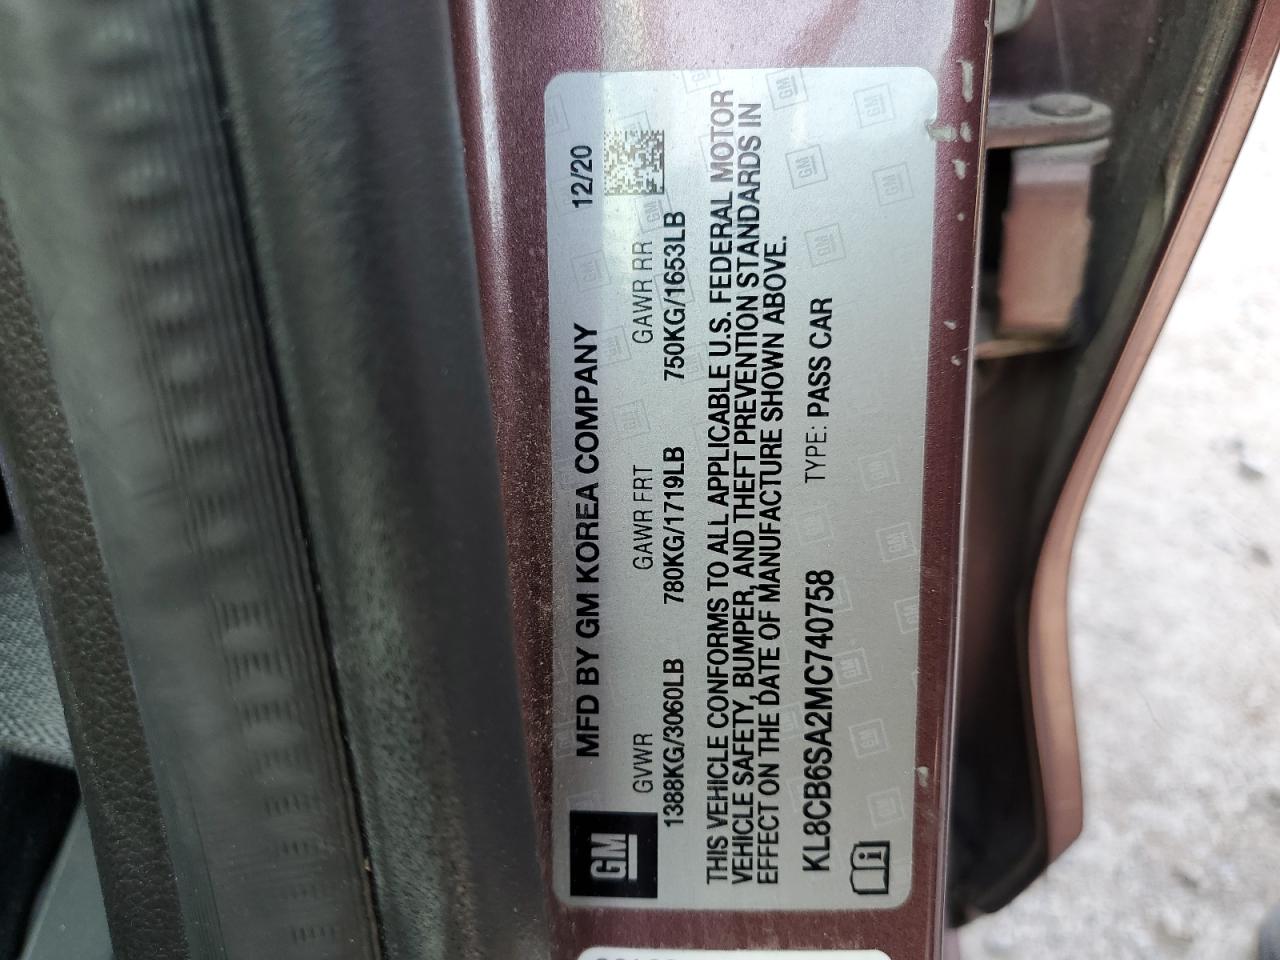 GM
MFD BY GM KOREA COMPANY 12/20
GVWR GAWR FRT GAWR RR
1388KG/3060LB 780KG/1719LB 750KG/1653LB
THIS VEHICLE CONFORMS TO ALL APPLICABLE U.S. FEDERAL MOTOR
VEHICLE SAFETY, BUMPER, AND THEFT PREVENTION STANDARDS IN
EFFECT ON THE DATE OF MANUFACTURE SHOWN ABOVE.
KL8CB6SA2MC740758 TYPE: PASS CAR